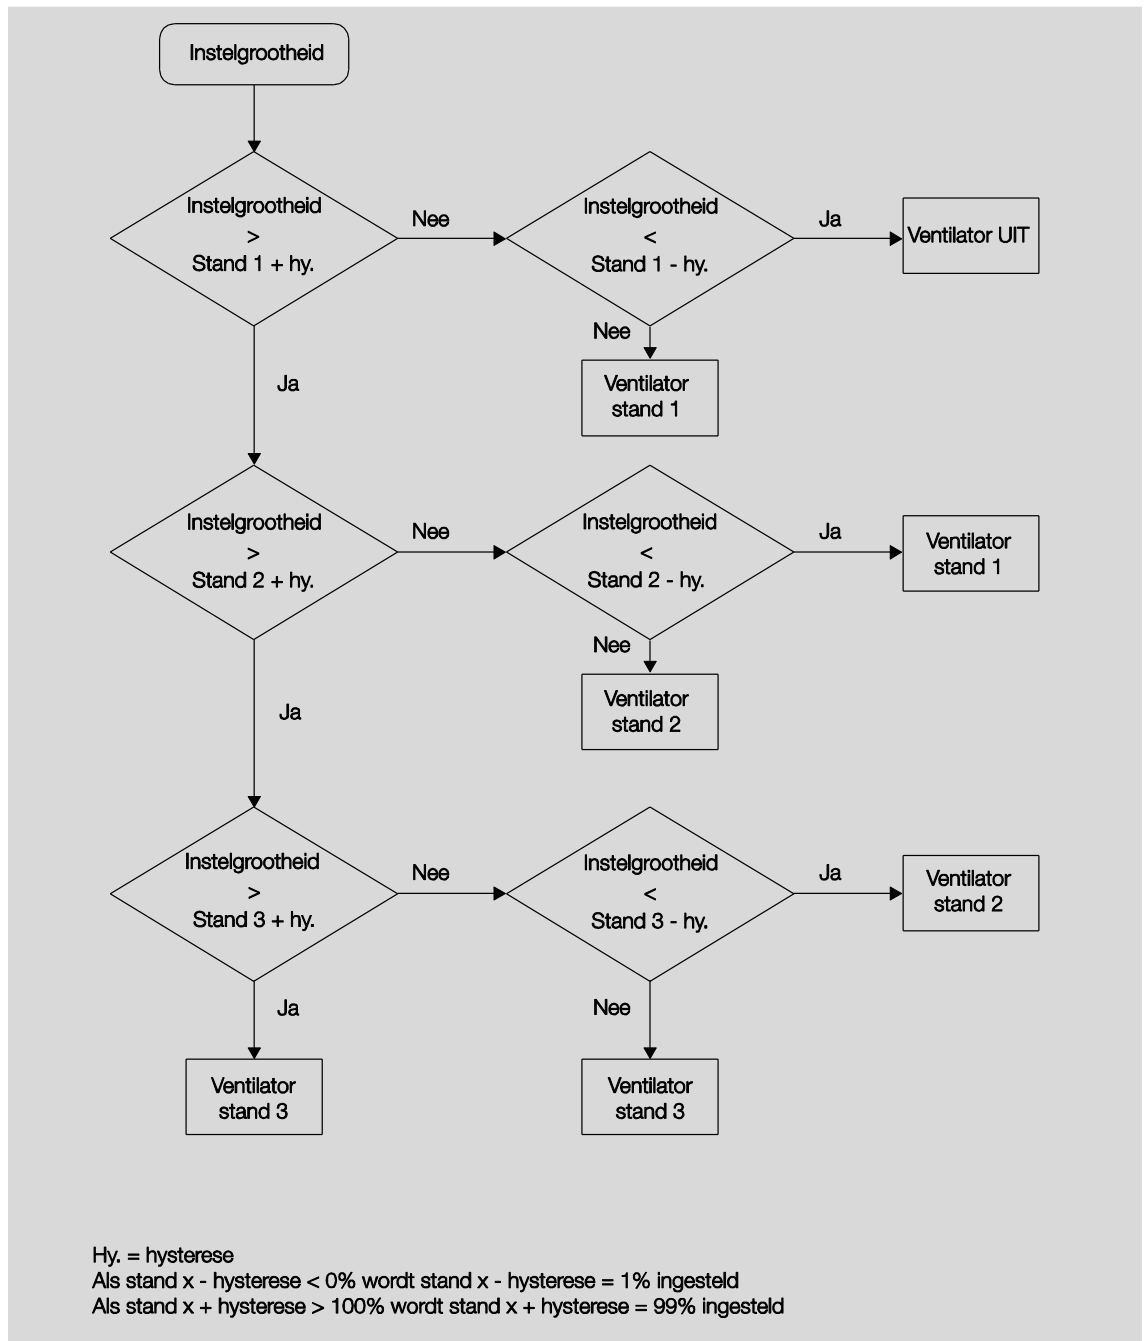 Instelgrootheid
Instelgrootheid
>
Stand 1 + hy.
Nee
Instelgrootheid
<
Stand 1 - hy.
Ja
Ventilator UIT
Nee
Ventilator
stand 1
Ja
Instelgrootheid
>
Stand 2 + hy.
Nee
Instelgrootheid
<
Stand 2 - hy.
Ja
Ventilator
stand 1
Nee
Ventilator
stand 2
Ja
Instelgrootheid
>
Stand 3 + hy.
Nee
Instelgrootheid
<
Stand 3 - hy.
Ja
Ventilator
stand 2
Ja
Ventilator
stand 3
Nee
Ventilator
stand 3
Hy. = hysterese
Als stand x - hysterese < 0% wordt stand x - hysterese = 1% ingesteld
Als stand x + hysterese > 100% wordt stand x + hysterese = 99% ingesteld